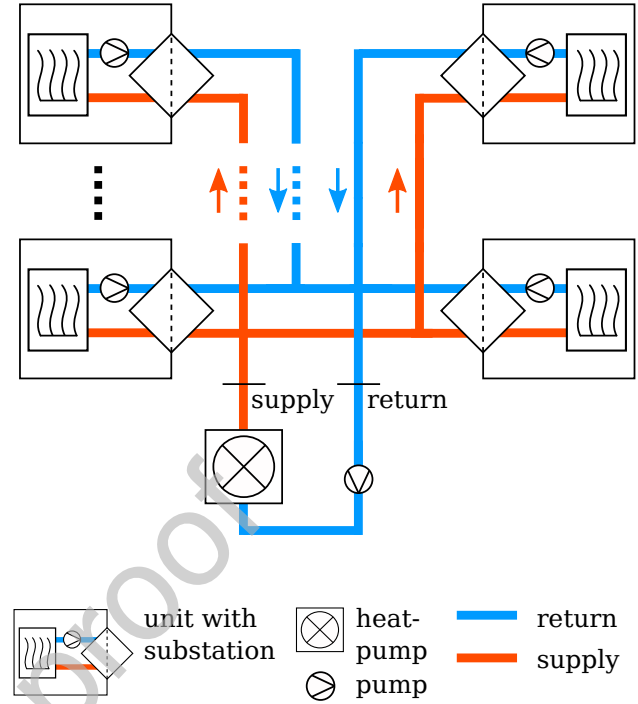 supply
return
unit with
substation
heat-
pump
pump
return
supply
proof